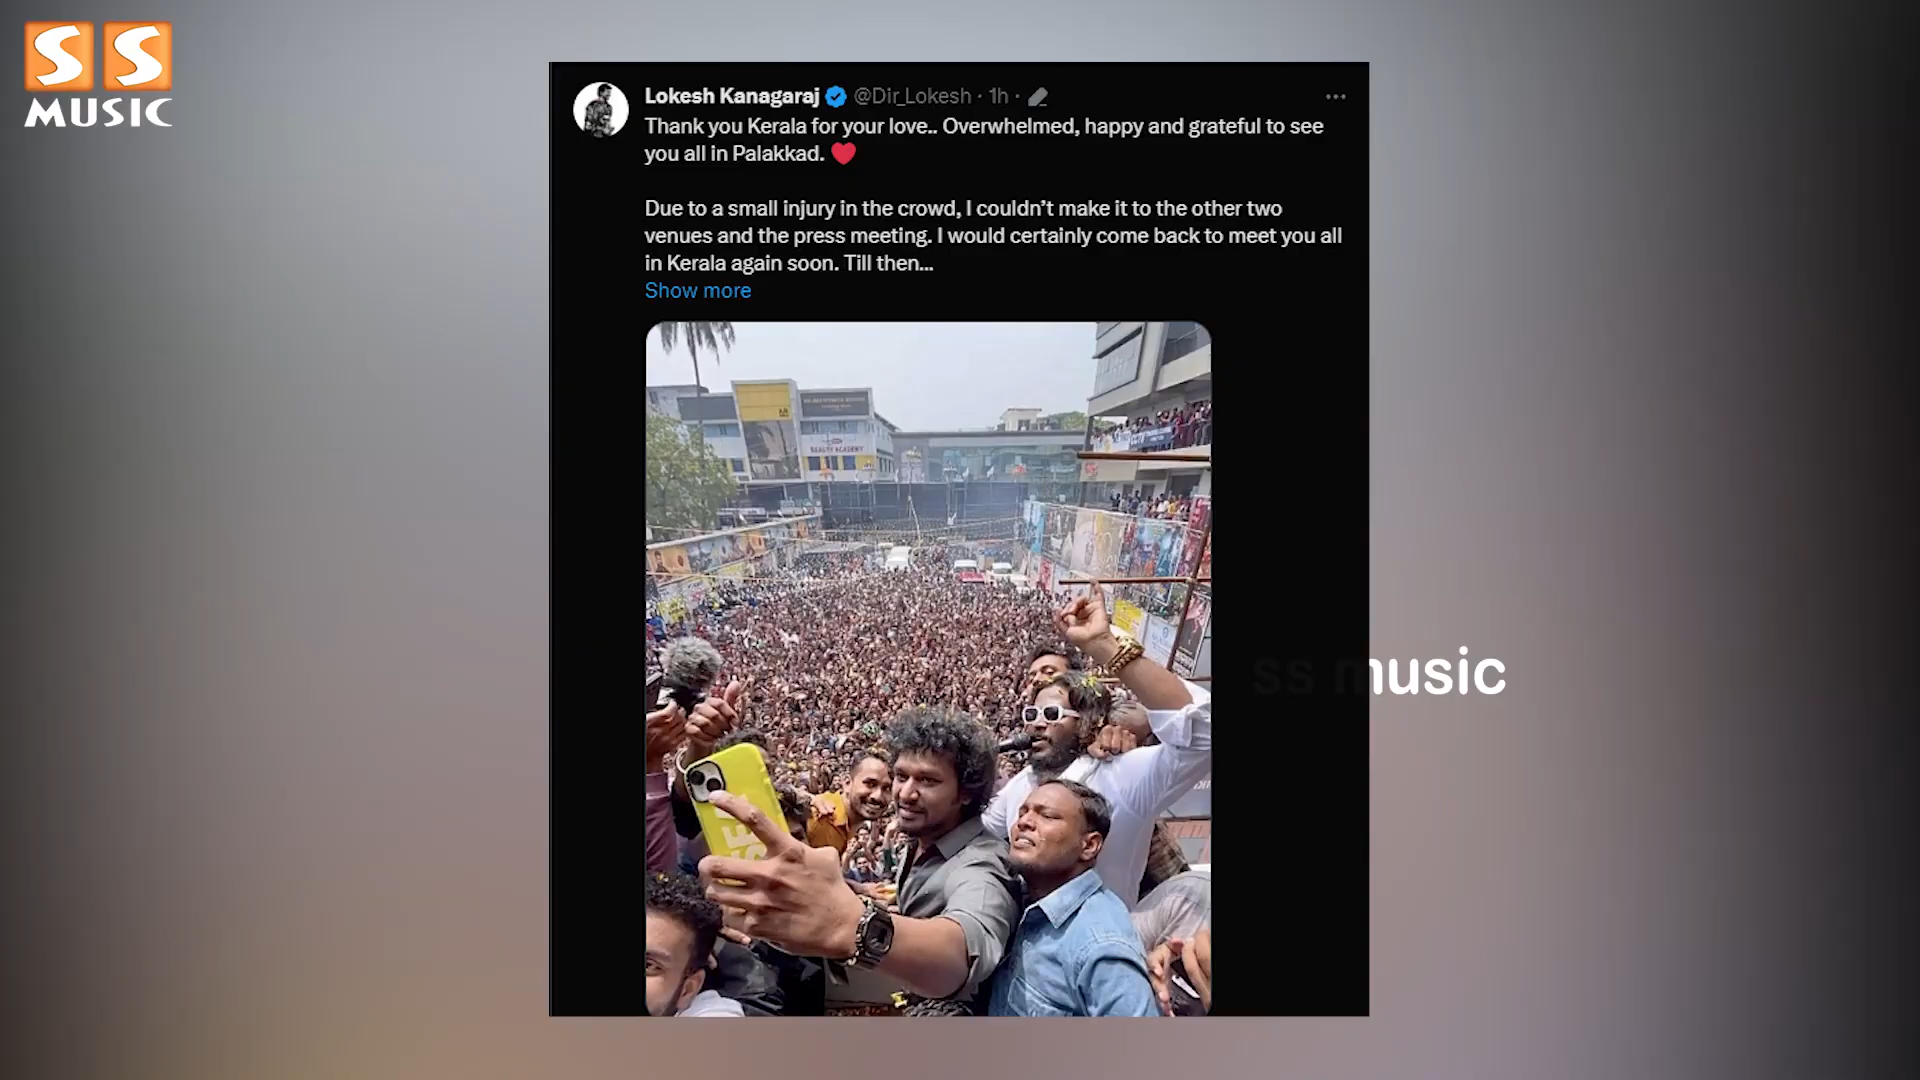 SS
MUSIC
Lokesh Kanagaraj @Dir_Lokesh · 1h ·
Thank you Kerala for your love.. Overwhelmed, happy and grateful to see
you all in Palakkad. ❤️
Due to a small injury in the crowd, I couldn’t make it to the other two
venues and the press meeting. I would certainly come back to meet you all
in Kerala again soon. Till then...
Show more
BEAUTY ACADEMY
CCTV
ss music